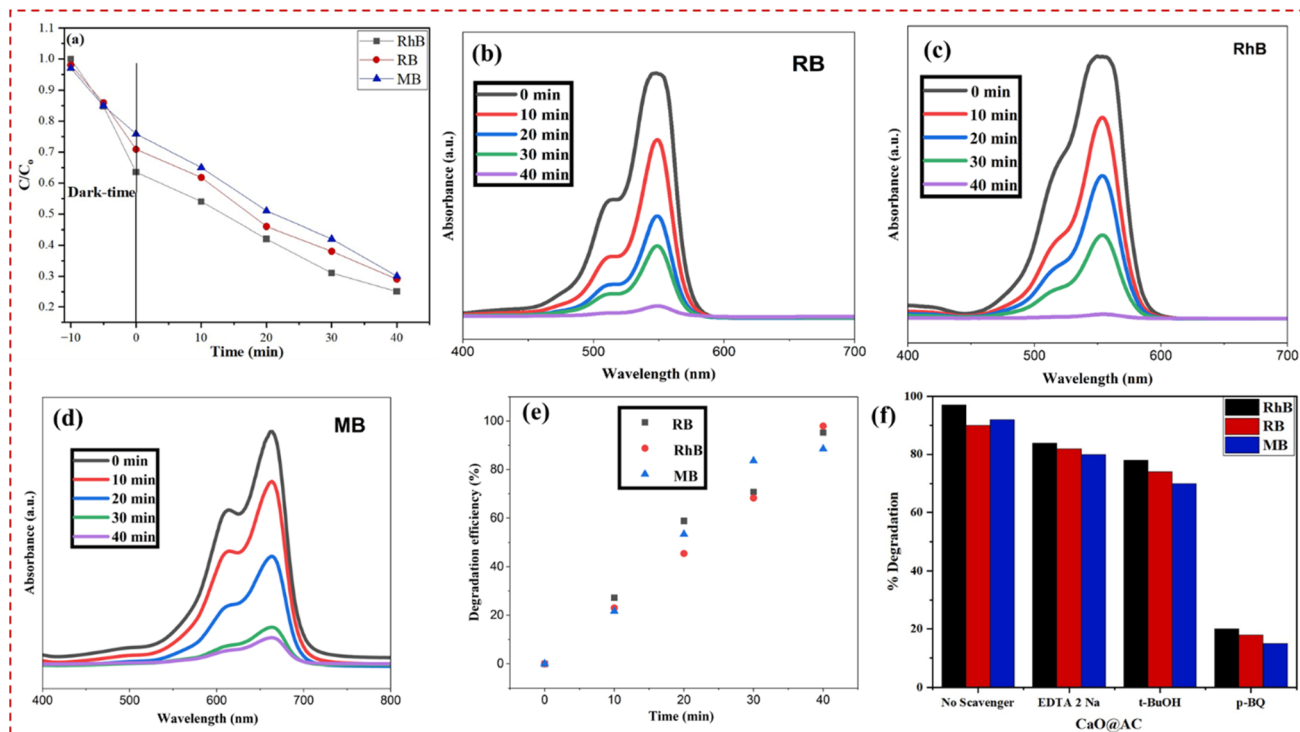 (a)
RhB
RB
MB
1.0
0.9
0.8
0.7
0.6
0.5
0.4
0.3
0.2
C/Co
Dark-time
−10
0
10
20
30
40
Time (min)
(b)
RB
0 min
10 min
20 min
30 min
40 min
Absorbance (a.u.)
400
500
600
700
Wavelength (nm)
(c)
RhB
0 min
10 min
20 min
30 min
40 min
Absorbance (a.u.)
400
500
600
700
Wavelength (nm)
(d)
MB
0 min
10 min
20 min
30 min
40 min
Absorbance (a.u.)
400
500
600
700
800
Wavelength (nm)
(e)
RB
RhB
MB
100
80
60
40
20
0
Degradation efficiency (%)
0
10
20
30
40
Time (min)
(f)
RhB
RB
MB
100
80
60
40
20
0
% Degradation
No Scavenger
EDTA 2 Na
t-BuOH
p-BQ
CaO@AC